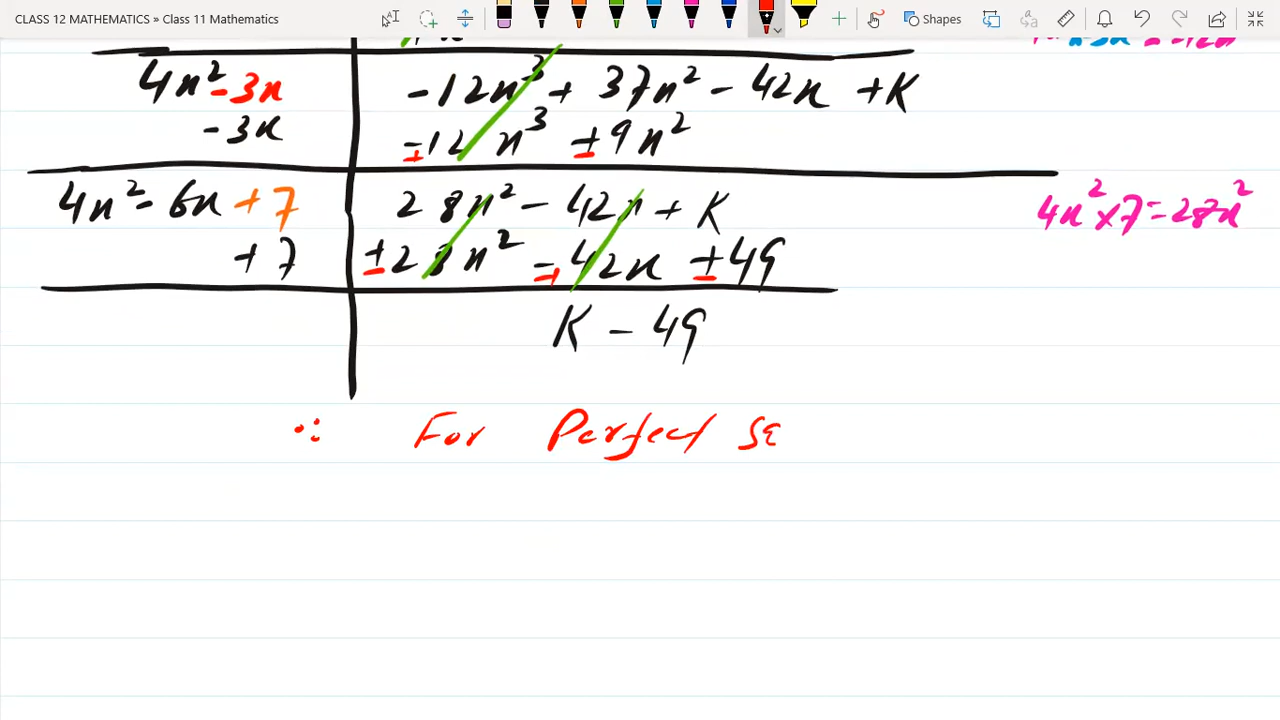 CLASS 12 MATHEMATICS » Class 11 Mathematics
Shapes
4x² - 3x -12x³ + 37x² - 42x + K
- 3x -12x³ ± 9x²
4x² - 6x + 7 28x² - 42x + K 4x² × 7 = 28x²
+ 7 ± 28x² - 42x ± 49
K - 49
∴ For Perfect SE